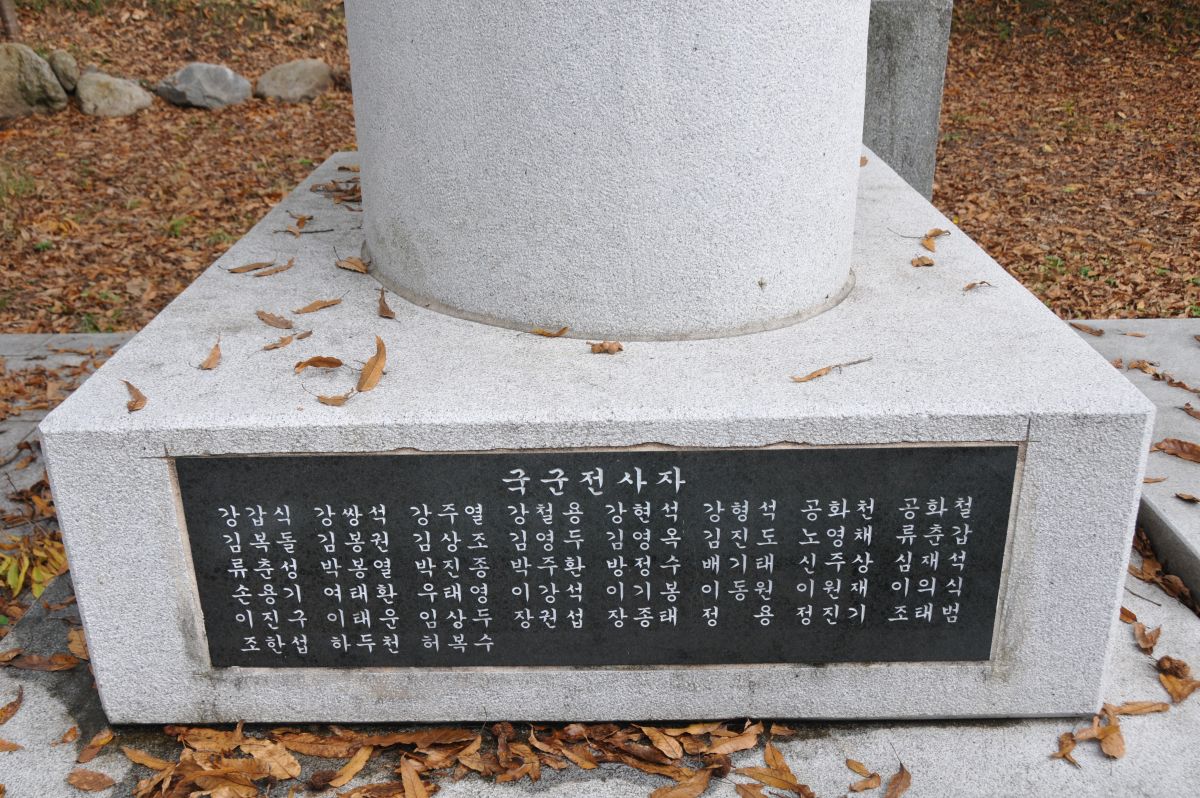 국군전사자
강갑식 강쌍석 강주열 강철용 강현석 강형석 공화천 공화철
김복돌 김봉권 김상조 김영두 김영옥 김진도 노영채 류춘갑
류춘성 박봉열 박진종 박주환 방정수 배기태 신주상 심재석
손용기 여태환 우태영 이강석 이기봉 이동원 이원재 이의식
이진구 이태운 임상두 장권섭 장종태 정 용 정진기 조태범
조한섭 하두천 허복수